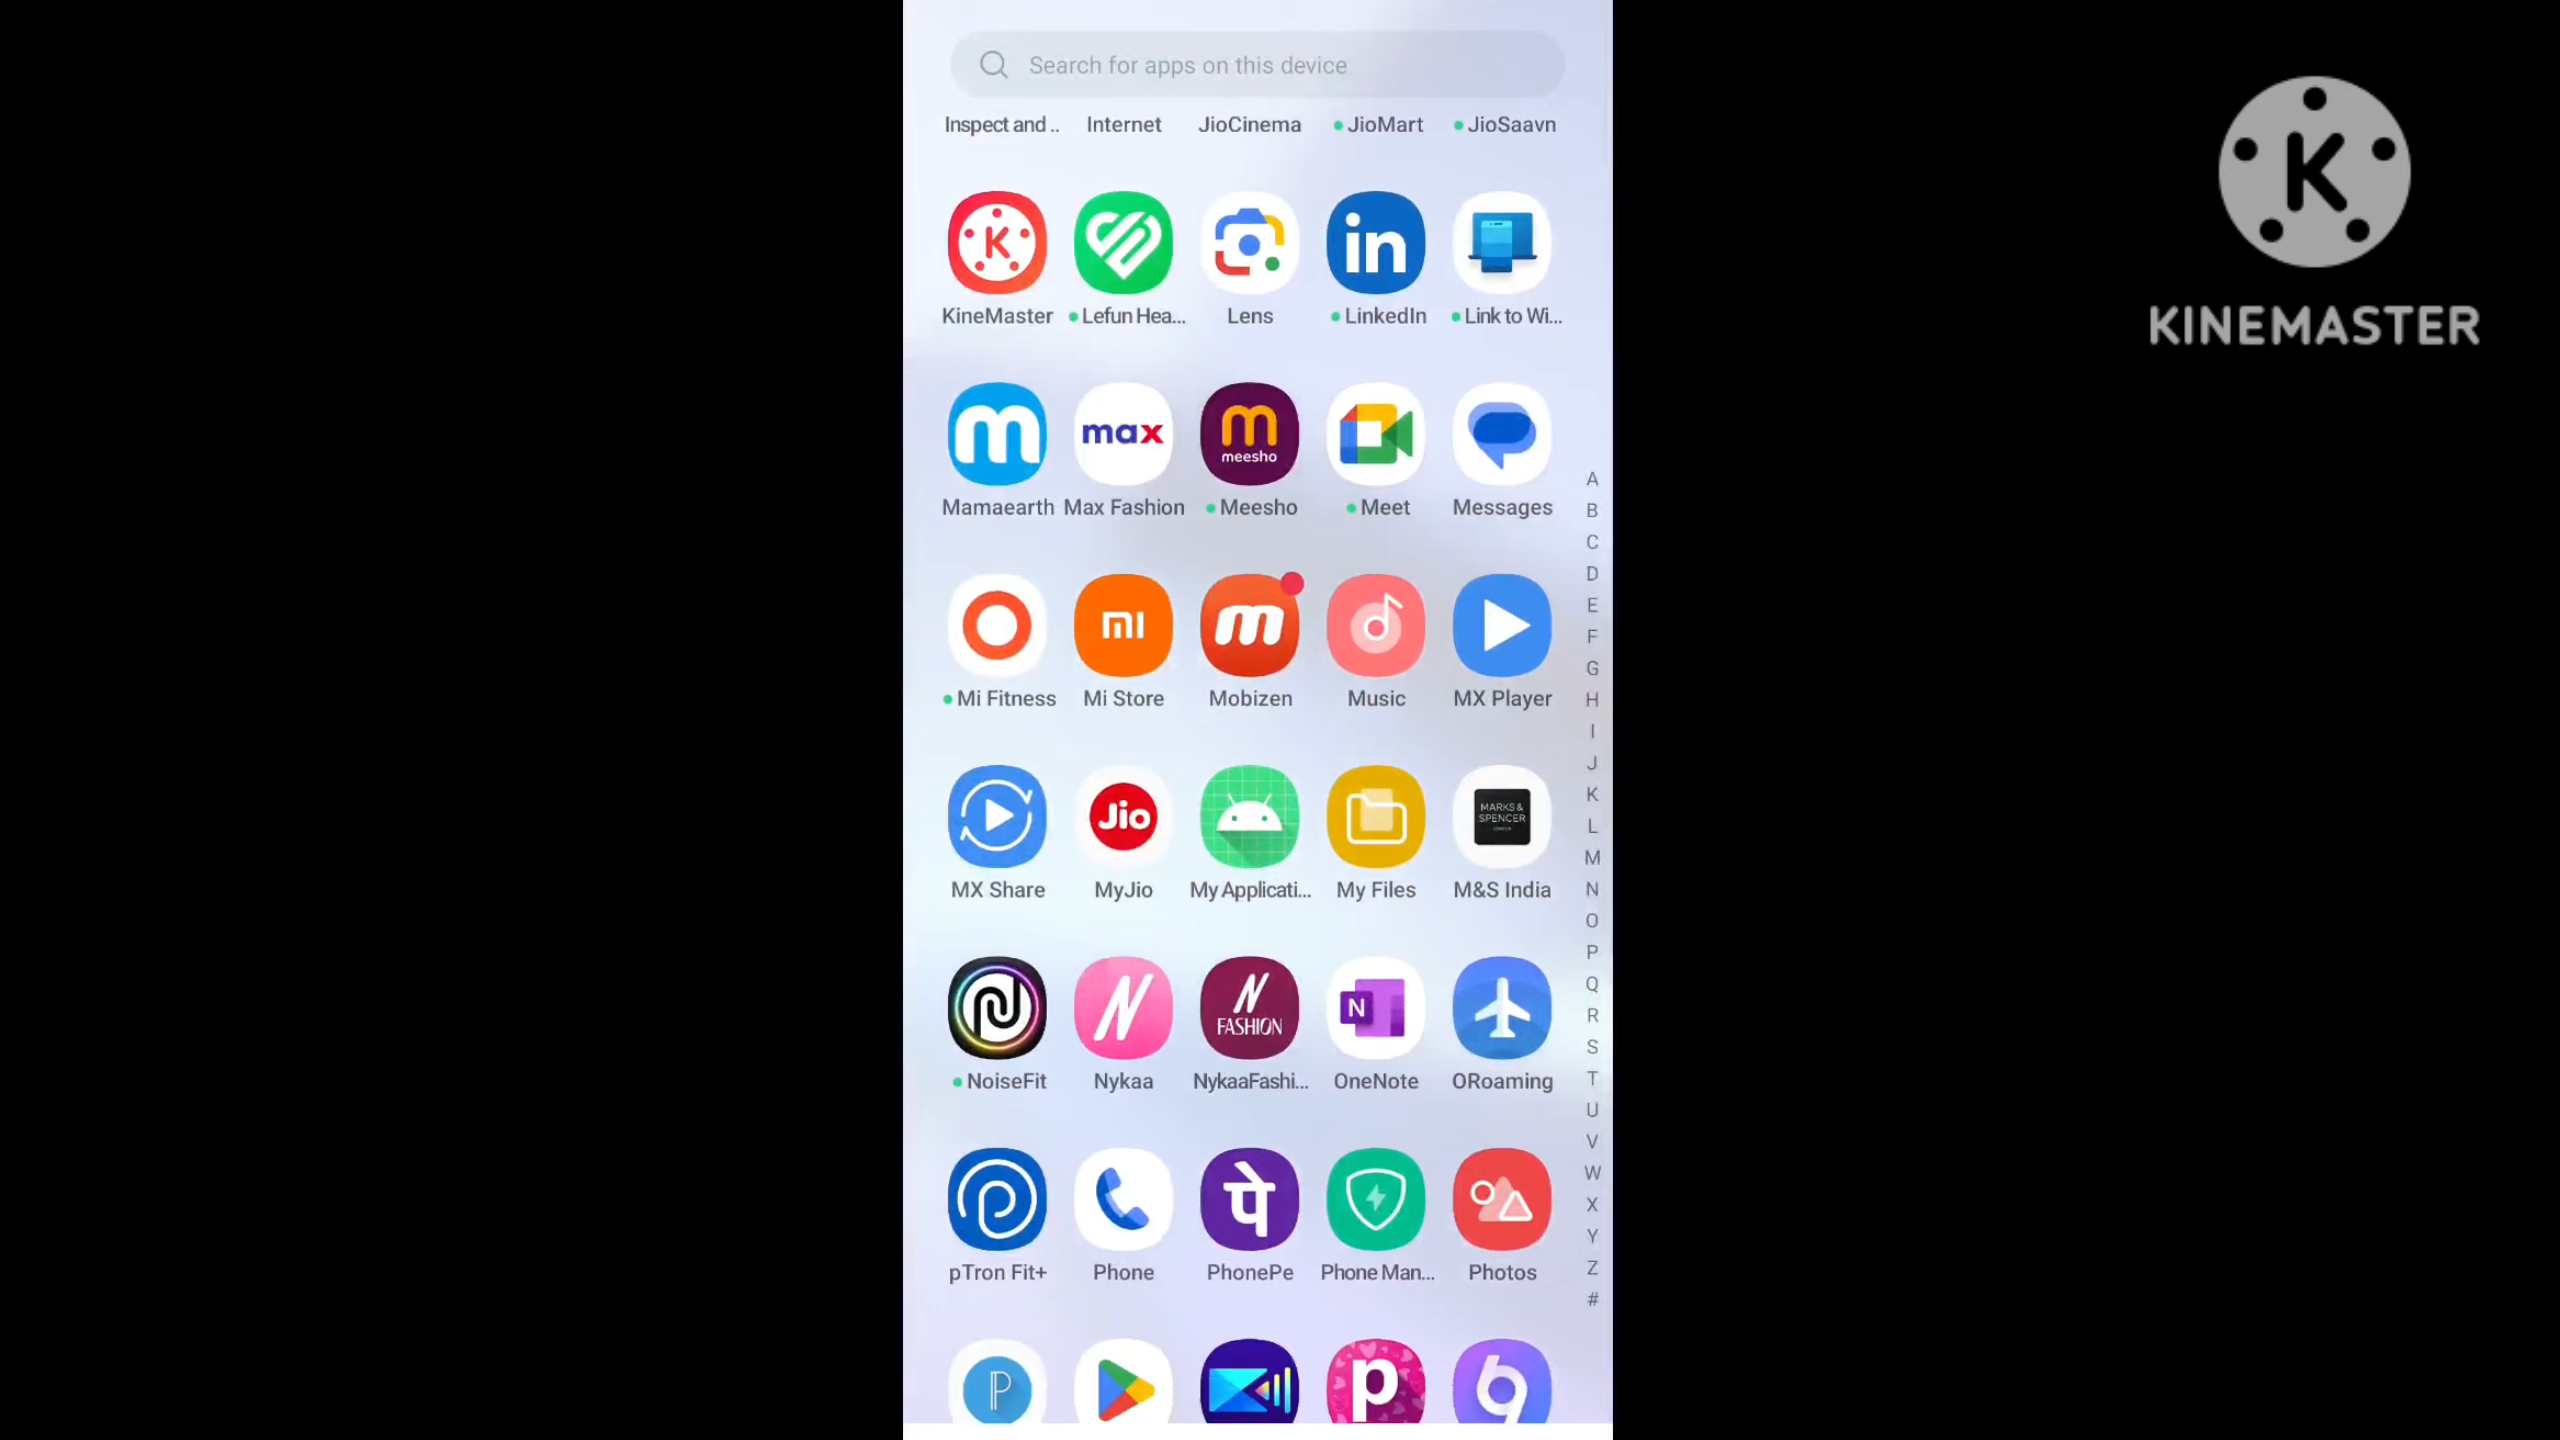 Search for apps on this device
Inspect and .. Internet JioCinema JioMart JioSaavn
K
KINEMASTER
K in
KineMaster Lefun Hea... Lens LinkedIn Link to Wi...
m max m meesho
Mamaearth Max Fashion Meesho Meet Messages
mi m
Mi Fitness Mi Store Mobizen Music MX Player
Jio MARKS & SPENCER LONDON
MX Share MyJio My Applicati... My Files M&S India
N N FASHION N
NoiseFit Nykaa NykaaFashi... OneNote ORoaming
पे
pTron Fit+ Phone PhonePe Phone Man... Photos
P p
A
B
C
D
E
F
G
H
I
J
K
L
M
N
O
P
Q
R
S
T
U
V
W
X
Y
Z
#